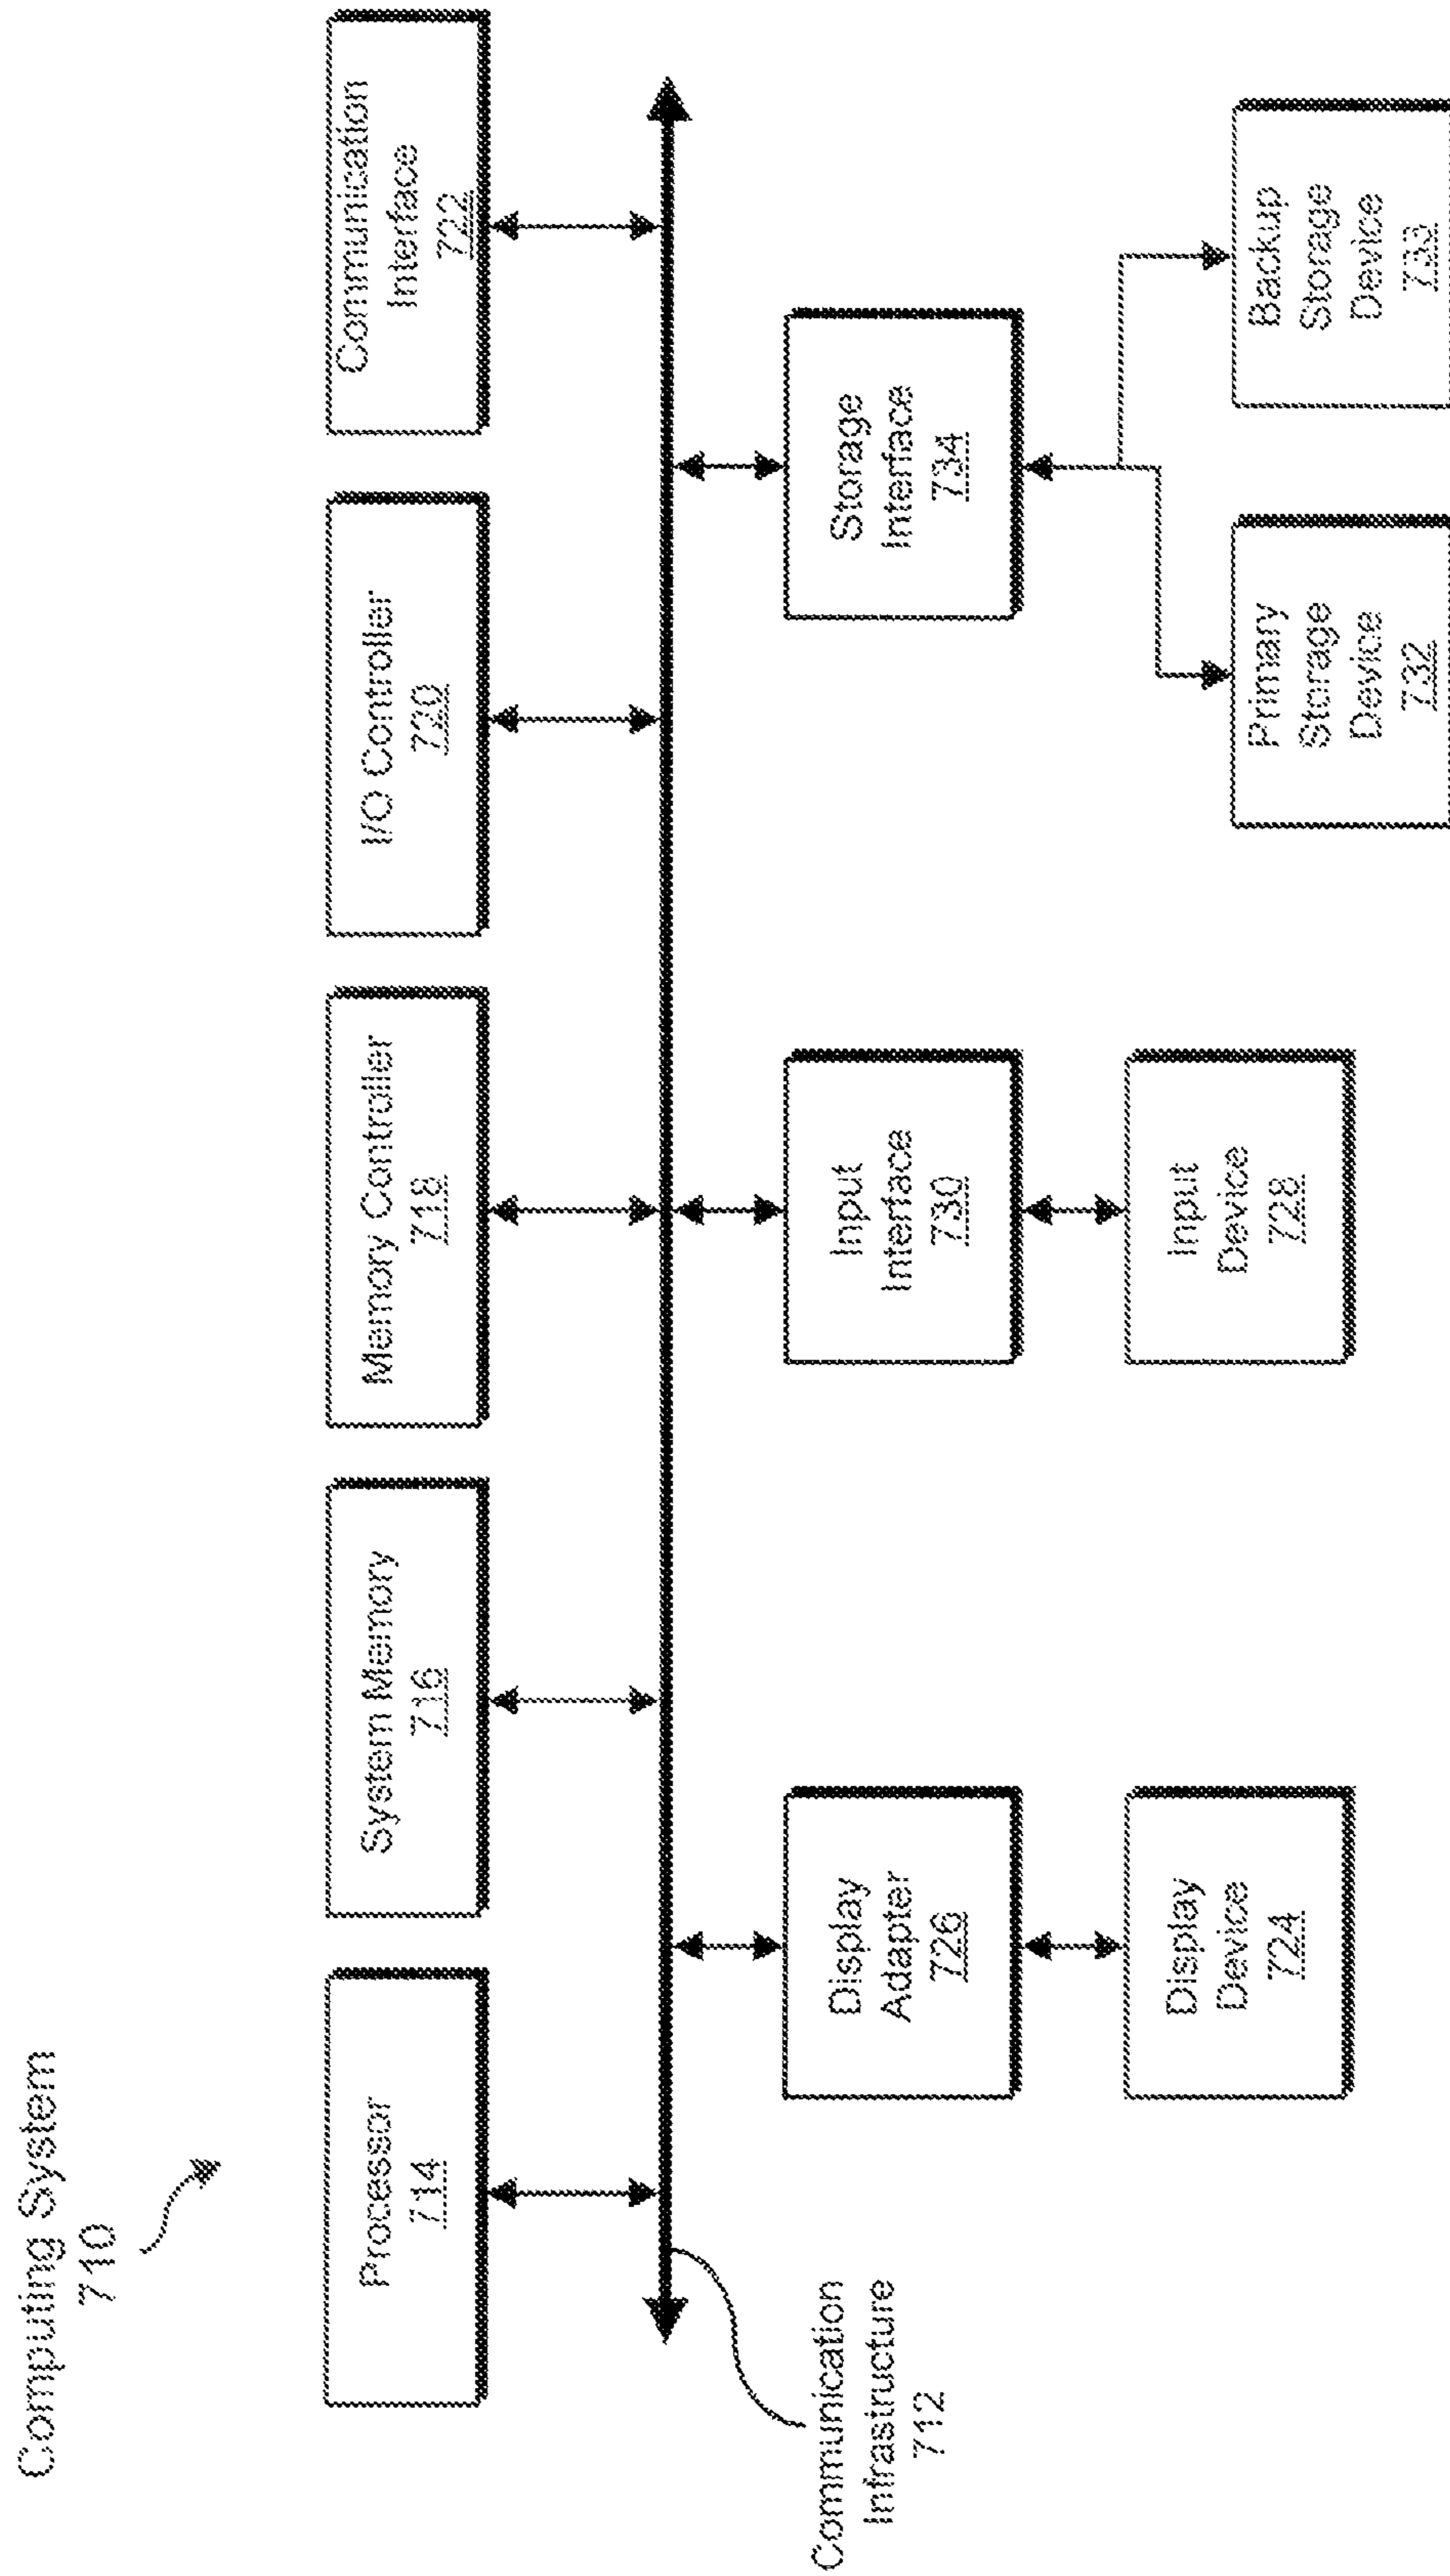 Computing System
710
Processor
714
System Memory
716
Memory Controller
718
I/O Controller
720
Communication
Interface
722
Communication
Infrastructure
712
Display
Adapter
726
Input
Interface
730
Storage
Interface
734
Display
Device
724
Input
Device
728
Primary
Storage
Device
732
Backup
Storage
Device
733